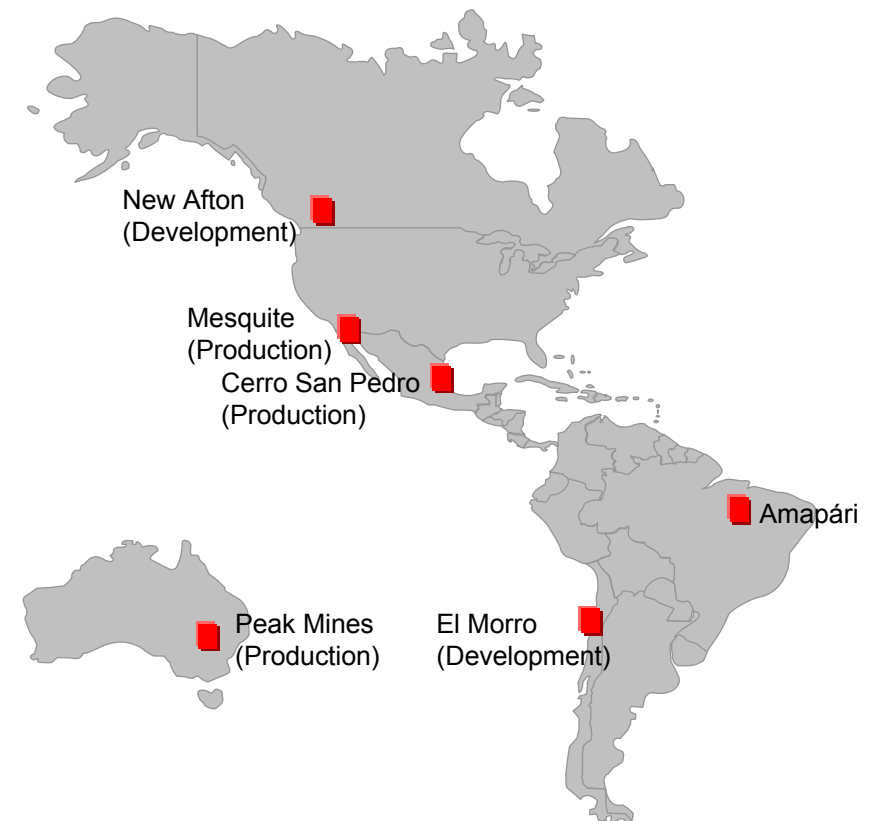 New Afton
(Development)
Mesquite
(Production)
Cerro San Pedro
(Production)
Amapári
Peak Mines
(Production)
El Morro
(Development)